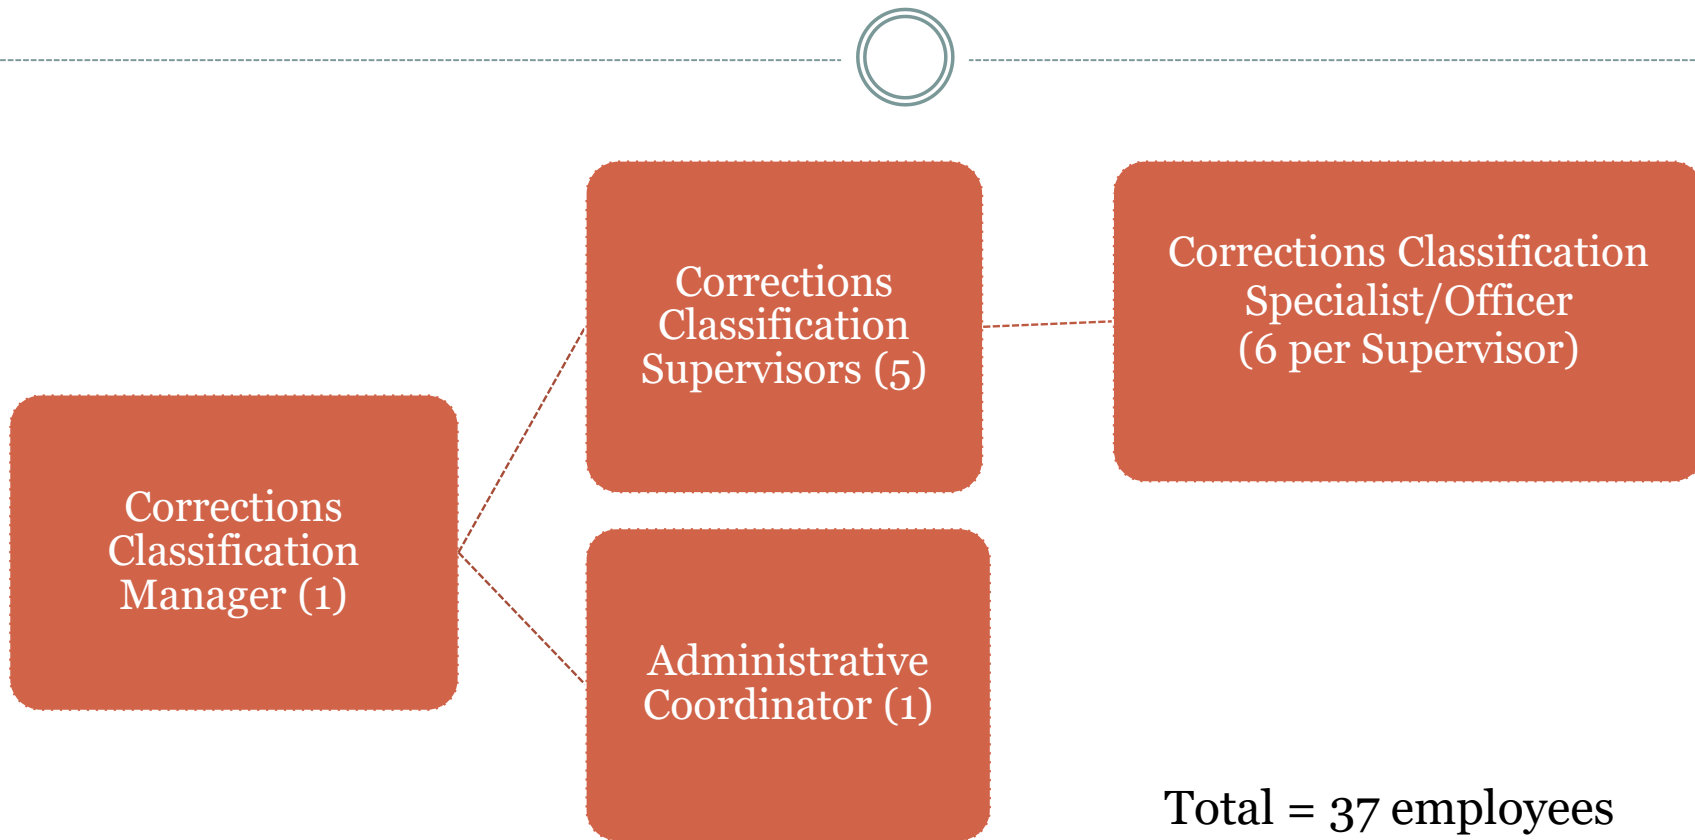 Corrections
Classification
Manager (1)
Corrections
Classification
Supervisors (5)
Administrative
Coordinator (1)
Corrections Classification
Specialist/Officer
(6 per Supervisor)
Total = 37 employees